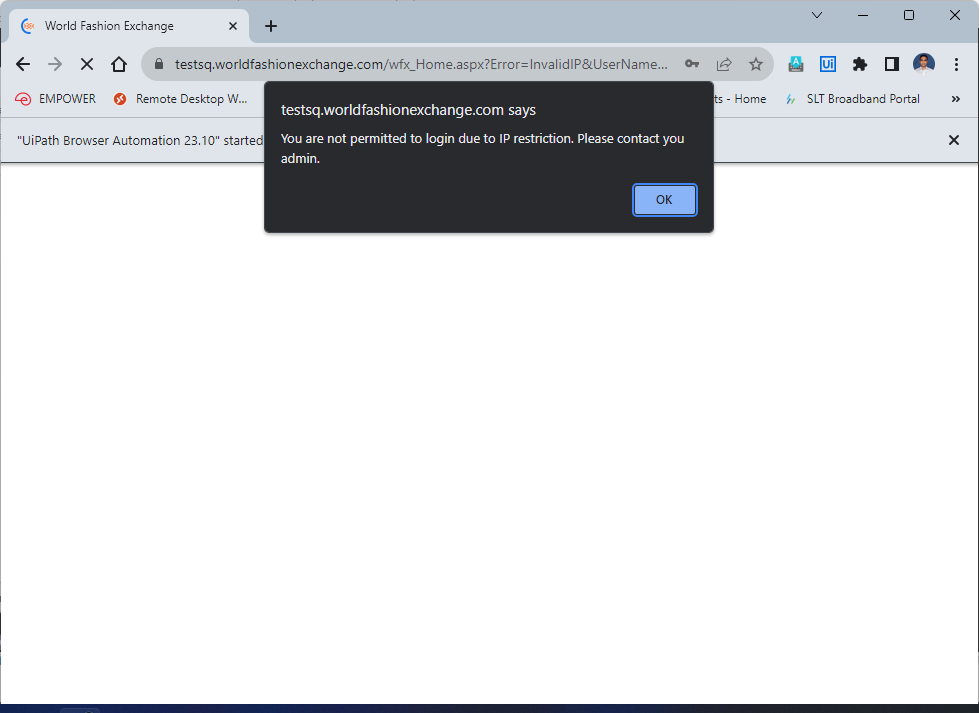 World Fashion Exchange
testsq.worldfashionexchange.com/wfx_Home.aspx?Error=InvalidIP&UserName...
Ui
EMPOWER
Remote Desktop W...
ts - Home
SLT Broadband Portal
»
"UiPath Browser Automation 23.10" started
testsq.worldfashionexchange.com says
You are not permitted to login due to IP restriction. Please contact you
admin.
OK